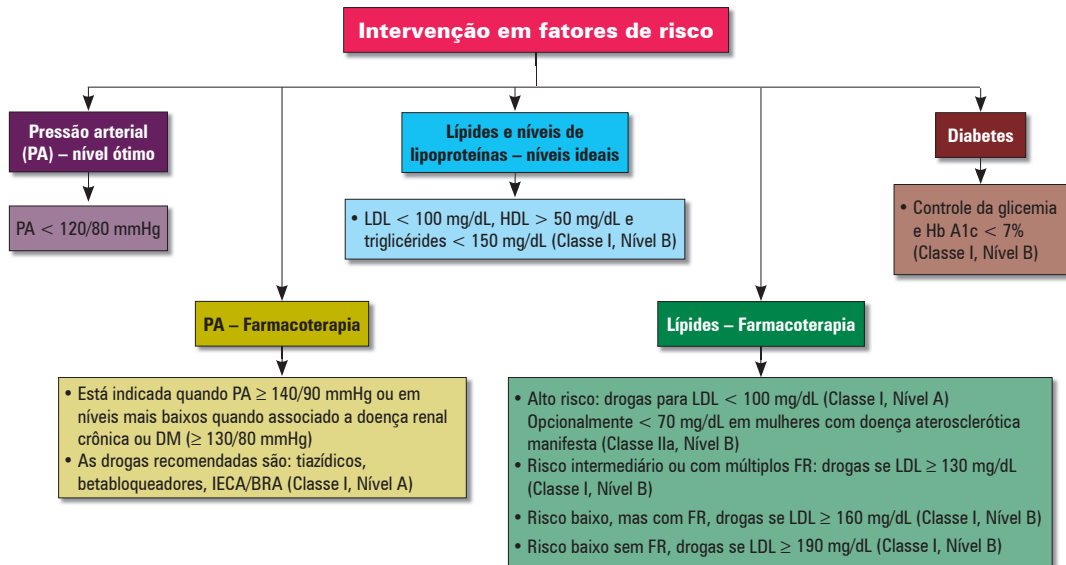 Intervenção em fatores de risco
Pressão arterial
(PA) – nível ótimo
PA < 120/80 mmHg
Lípides e níveis de
lipoproteínas – níveis ideais
• LDL < 100 mg/dL, HDL > 50 mg/dL e
triglicérides < 150 mg/dL (Classe I, Nível B)
Diabetes
• Controle da glicemia
e Hb A1c < 7%
(Classe I, Nível B)
PA – Farmacoterapia
• Está indicada quando PA ≥ 140/90 mmHg ou em
níveis mais baixos quando associado a doença renal
crônica ou DM (≥ 130/80 mmHg)
• As drogas recomendadas são: tiazídicos,
betabloqueadores, IECA/BRA (Classe I, Nível A)
Lípides – Farmacoterapia
• Alto risco: drogas para LDL < 100 mg/dL (Classe I, Nível A)
Opcionalmente < 70 mg/dL em mulheres com doença aterosclerótica
manifesta (Classe IIa, Nível B)
• Risco intermediário ou com múltiplos FR: drogas se LDL ≥ 130 mg/dL
(Classe I, Nível B)
• Risco baixo, mas com FR, drogas se LDL ≥ 160 mg/dL (Classe I, Nível B)
• Risco baixo sem FR, drogas se LDL ≥ 190 mg/dL (Classe I, Nível B)